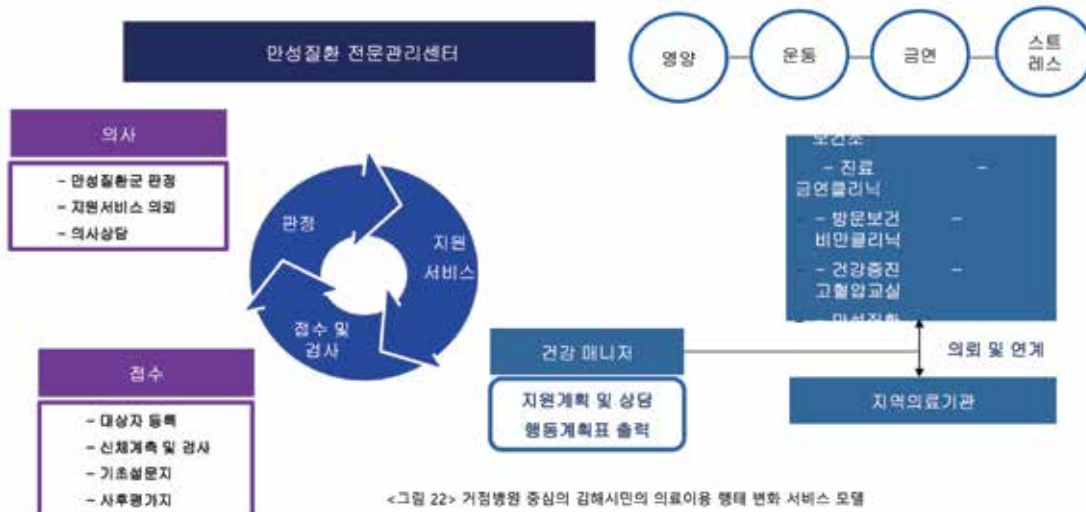 만성질환 전문관리센터
영양
운동
금연
스트
레스
의사
- 만성질환군 판정
- 지원서비스 의뢰
- 의사상담
판정
지원
서비스
접수 및
검사
보건소
- 진료 -
금연클리닉
- 방문보건 -
비만클리닉
- 건강증진 -
고혈압교실
- 만성질환
의뢰 및 연계
지역의료기관
건강 매니저
지원계획 및 상담
행동계획표 출력
접수
- 대상자 등록
- 신체계측 및 검사
- 기초설문지
- 사후평가지
<그림 22> 거점병원 중심의 김해시민의 의료이용 행태 변화 서비스 모델